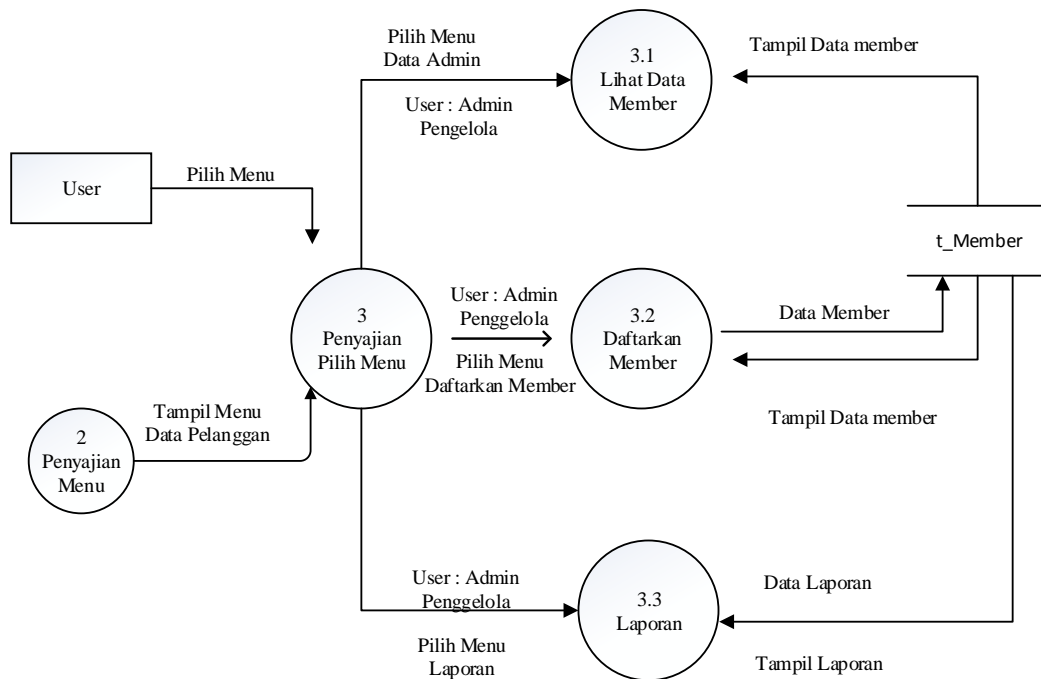 Pilih Menu
Data Admin
User : Admin
Pengelola
3.1
Lihat Data
Member
Tampil Data member
User
Pilih Menu
t_Member
3
Penyajian
Pilih Menu
User : Admin
Penggelola
Pilih Menu
Daftarkan Member
3.2
Daftarkan
Member
Data Member
Tampil Data member
2
Penyajian
Menu
Tampil Menu
Data Pelanggan
User : Admin
Penggelola
Pilih Menu
Laporan
3.3
Laporan
Data Laporan
Tampil Laporan